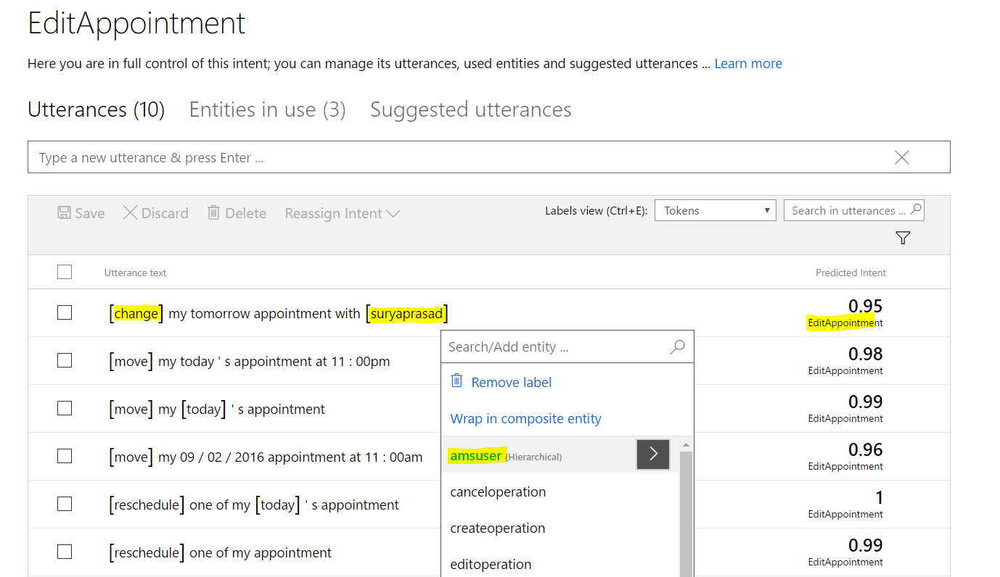 EditAppointment
Here you are in full control of this intent; you can manage its utterances, used entities and suggested utterances ... Learn more
Utterances (10) Entities in use (3) Suggested utterances
Type a new utterance & press Enter ...
Save Discard Delete Reassign Intent Labels view (Ctrl+E): Tokens Search in utterances ...
Utterance text Predicted Intent
[change] my tomorrow appointment with [suryaprasad] 0.95
EditAppointment
Search/Add entity ...
[move] my today ' s appointment at 11 : 00pm 0.98
EditAppointment
Remove label
[move] my [today] ' s appointment 0.99
EditAppointment
Wrap in composite entity
[move] my 09 / 02 / 2016 appointment at 11 : 00am 0.96
EditAppointment
amsuser (Hierarchical)
[reschedule] one of my [today] ' s appointment 1
EditAppointment
canceloperation
createoperation
[reschedule] one of my appointment 0.99
EditAppointment
editoperation